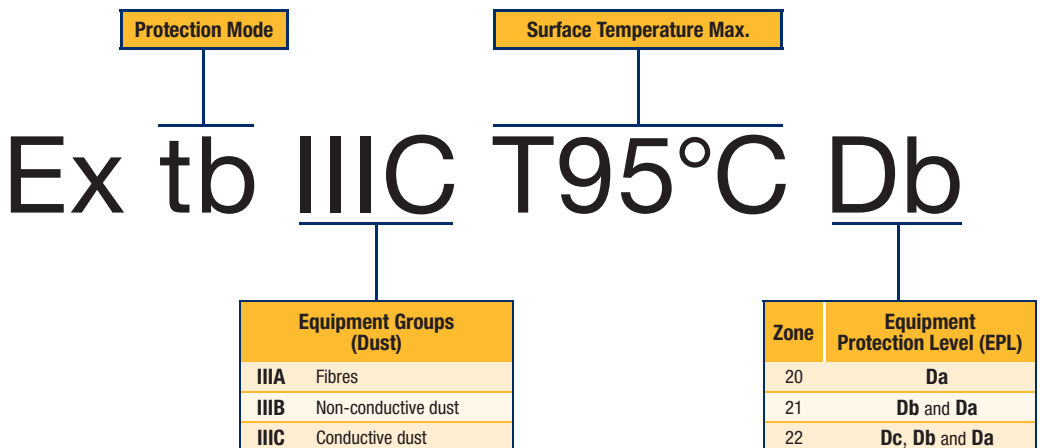 Protection Mode
Surface Temperature Max.
Ex tb IIIC T95°C Db
Equipment Groups
(Dust)
IIIA Fibres
IIIB Non-conductive dust
IIIC Conductive dust
Zone Equipment
Protection Level (EPL)
20 Da
21 Db and Da
22 Dc, Db and Da